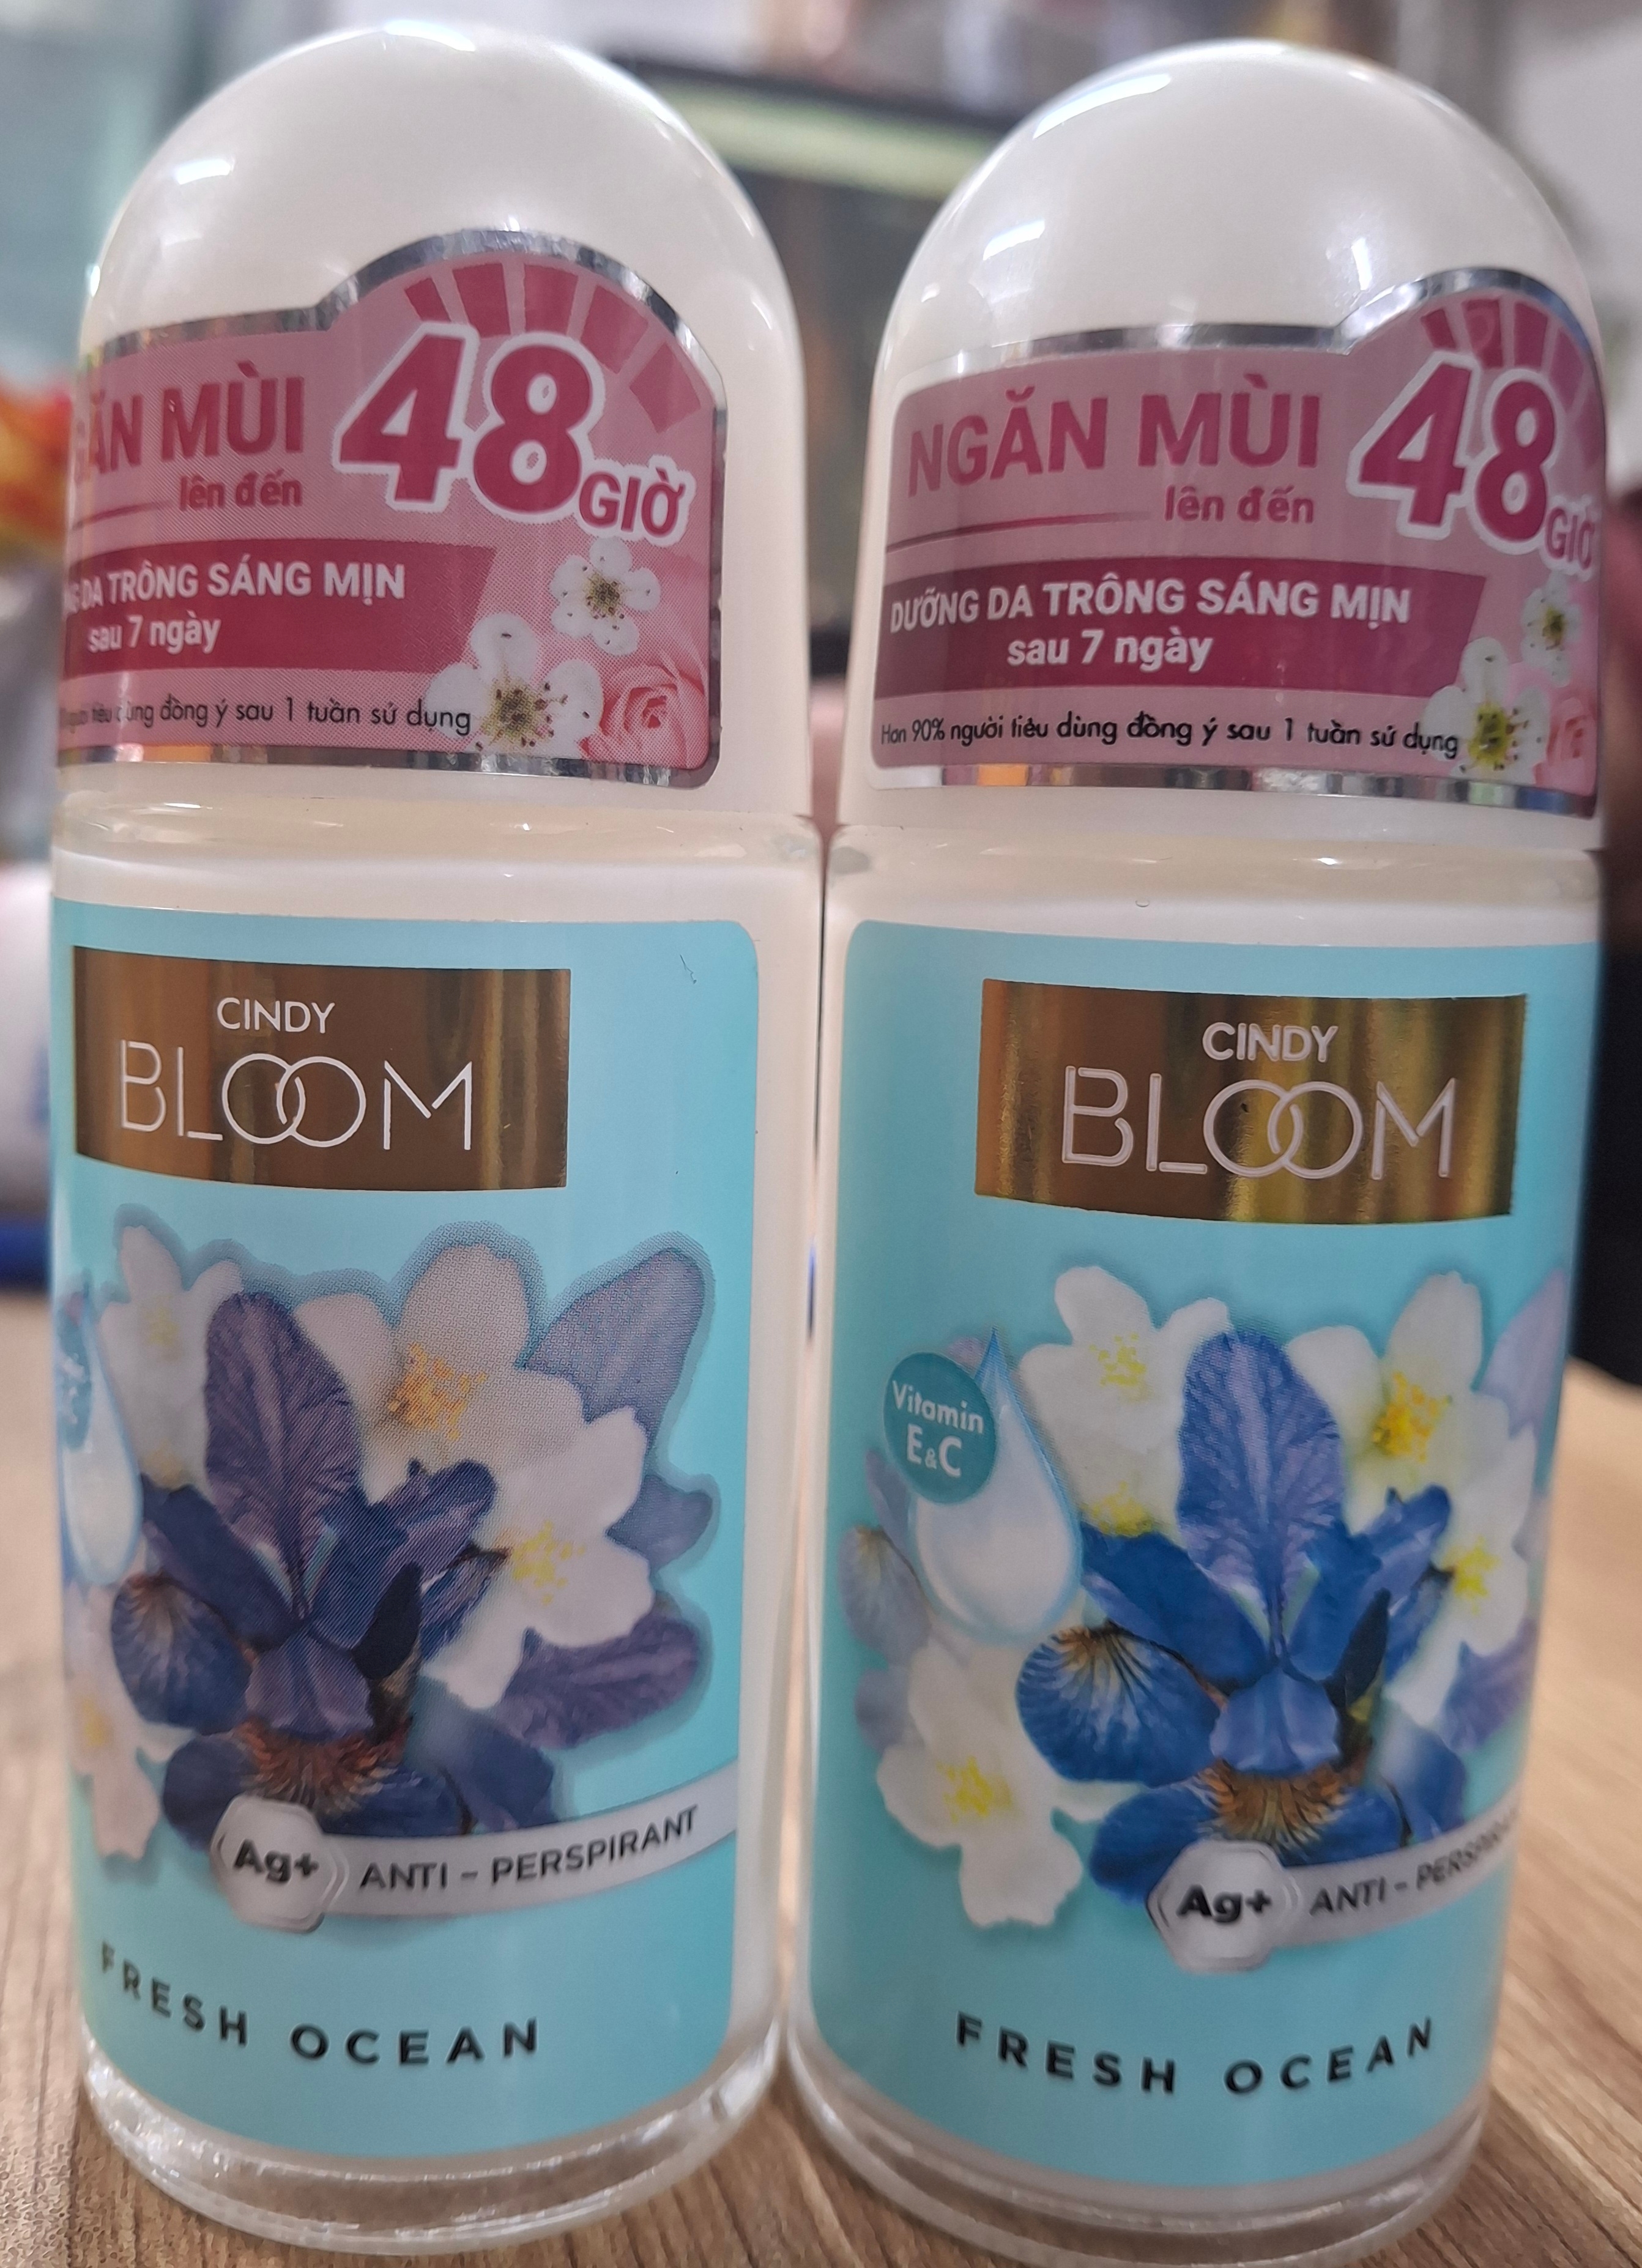 ĂN MÙI
lên đến
48
GIỜ
DA TRÔNG SÁNG MỊN
sau 7 ngày
người tiêu dùng đồng ý sau 1 tuần sử dụng
CINDY
BLOOM
Ag+ ANTI - PERSPIRANT
FRESH OCEAN
NGĂN MÙI
lên đến
48
GIỜ
DƯỠNG DA TRÔNG SÁNG MỊN
sau 7 ngày
Hơn 90% người tiêu dùng đồng ý sau 1 tuần sử dụng
CINDY
BLOOM
Vitamin
E&C
Ag+ ANTI - PERSPIRANT
FRESH OCEAN